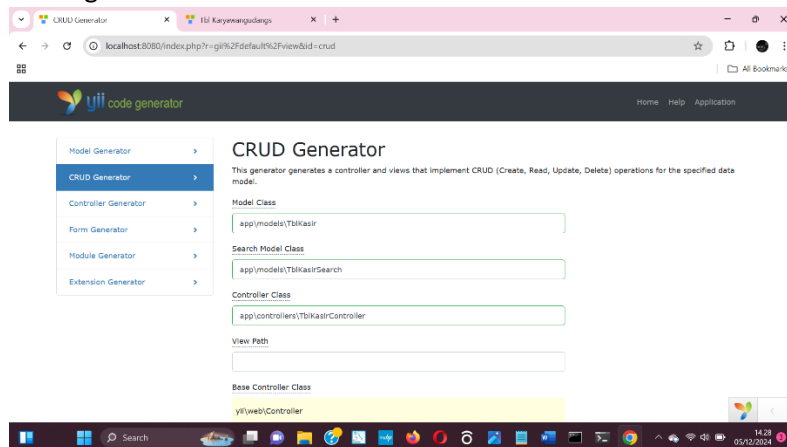 CRUD Generator
Tbl Karyawangudangs
localhost:8080/index.php?r=gii%2Fdefault%2Fview&id=crud
All Bookmarks
yii code generator
Home Help Application
Model Generator
CRUD Generator
Controller Generator
Form Generator
Module Generator
Extension Generator
CRUD Generator
This generator generates a controller and views that implement CRUD (Create, Read, Update, Delete) operations for the specified data
model.
Model Class
app\models\TblKasir
Search Model Class
app\models\TblKasirSearch
Controller Class
app\controllers\TblKasirController
View Path
Base Controller Class
yii\web\Controller
Search
14.28
05/12/2024